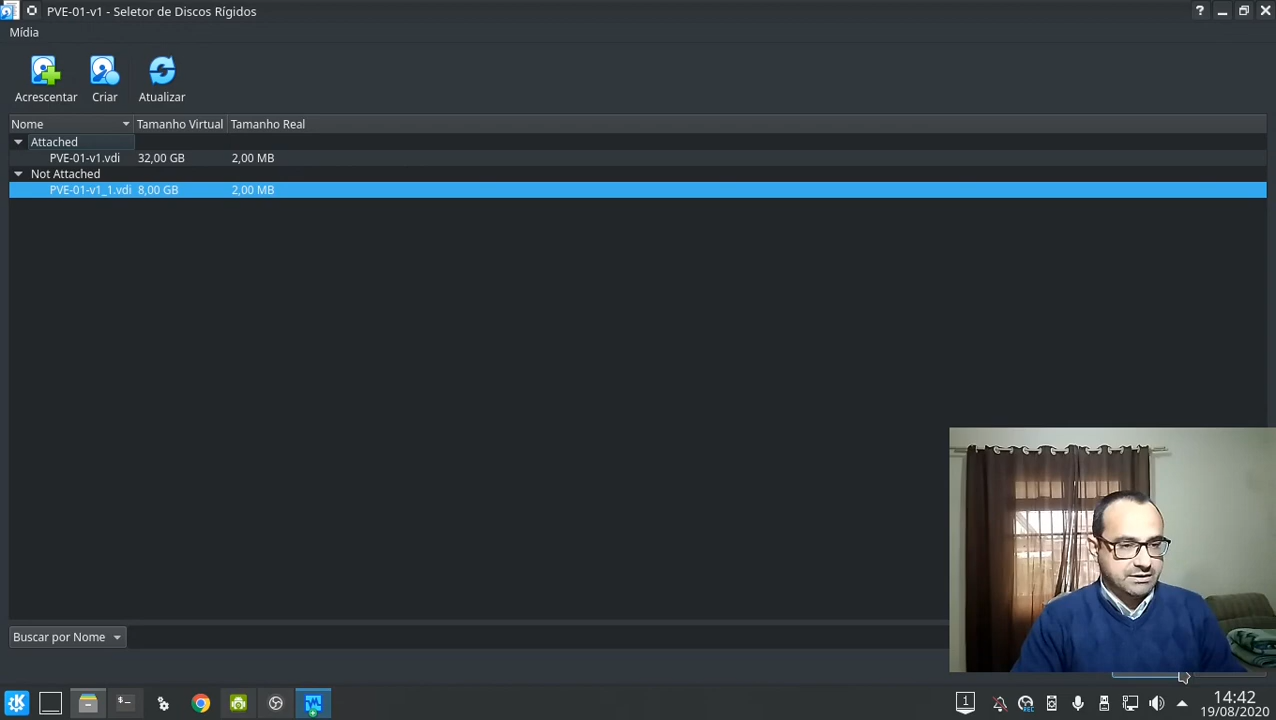 PVE-01-v1 - Seletor de Discos Rígidos
Mídia
Acrescentar Criar Atualizar
Nome Tamanho Virtual Tamanho Real
Attached
PVE-01-v1.vdi 32,00 GB 2,00 MB
Not Attached
PVE-01-v1_1.vdi 8,00 GB 2,00 MB
Buscar por Nome
1
REC
14:42
19/08/2020